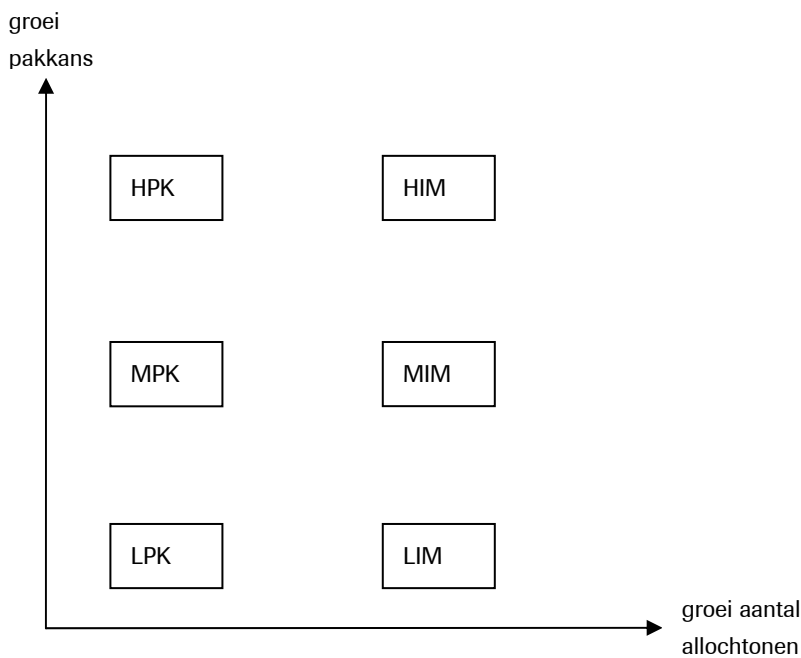 groei
pakkans
HPK
HIM
MPK
MIM
LPK
LIM
groei aantal
allochtonen